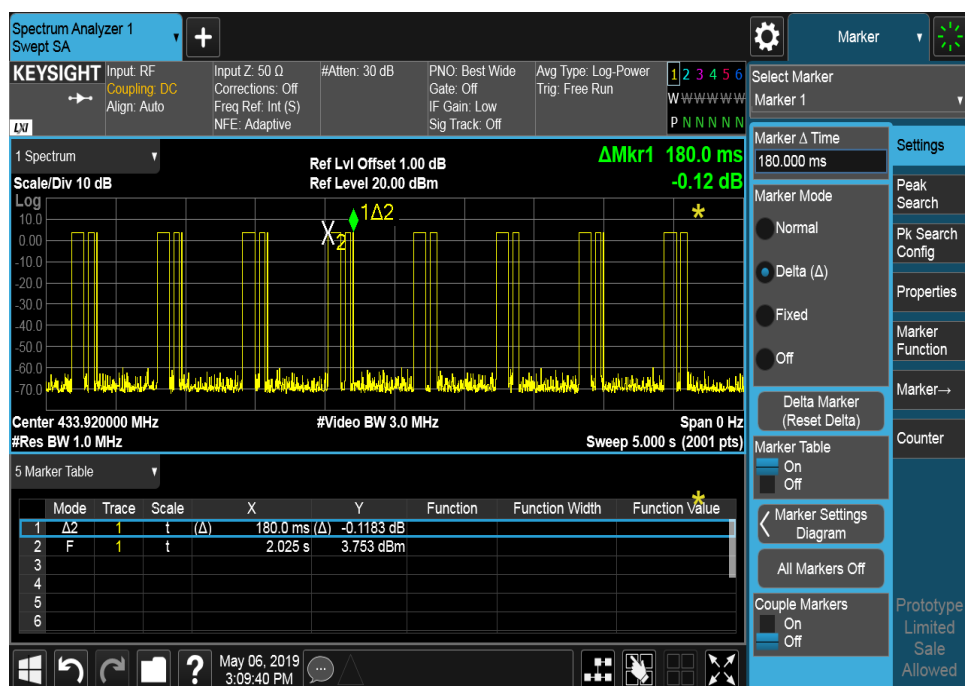 Spectrum Analyzer 1
Swept SA
+
Marker
KEYSIGHT
LXI
Input: RF
Coupling: DC
Align: Auto
Input Z: 50 Ω
Corrections: Off
Freq Ref: Int (S)
NFE: Adaptive
#Atten: 30 dB
PNO: Best Wide
Gate: Off
IF Gain: Low
Sig Track: Off
Avg Type: Log-Power
Trig: Free Run
1 2 3 4 5 6
W W W W W W
P N N N N N
Select Marker
Marker 1
1 Spectrum
Scale/Div 10 dB
Ref Lvl Offset 1.00 dB
Ref Level 20.00 dBm
ΔMkr1 180.0 ms
-0.12 dB
Log
10.0
0.00
-10.0
-20.0
-30.0
-40.0
-50.0
-60.0
-70.0
1Δ2
X2
*
Center 433.920000 MHz
#Res BW 1.0 MHz
#Video BW 3.0 MHz
Span 0 Hz
Sweep 5.000 s (2001 pts)
5 Marker Table
*
Mode Trace Scale X Y Function Function Width Function Value
1 Δ2 1 t (Δ) 180.0 ms (Δ) -0.1183 dB
2 F 1 t 2.025 s 3.753 dBm
3
4
5
6
Marker Δ Time
180.000 ms
Marker Mode
Normal
Delta (Δ)
Fixed
Off
Delta Marker
(Reset Delta)
Marker Table
On
Off
Marker Settings
Diagram
All Markers Off
Couple Markers
On
Off
Settings
Peak
Search
Pk Search
Config
Properties
Marker
Function
Marker→
Counter
Prototype
Limited
Sale
Allowed
?
May 06, 2019
3:09:40 PM